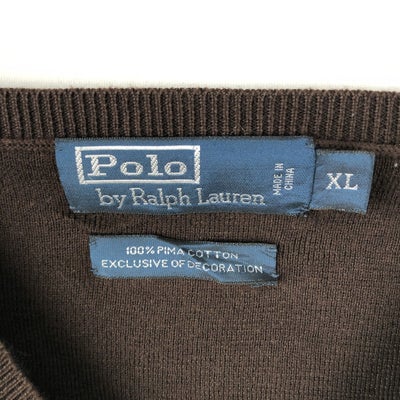 Polo
by Ralph Lauren
MADE IN
CHINA
XL
100% PIMA COTTON
EXCLUSIVE OF DECORATION